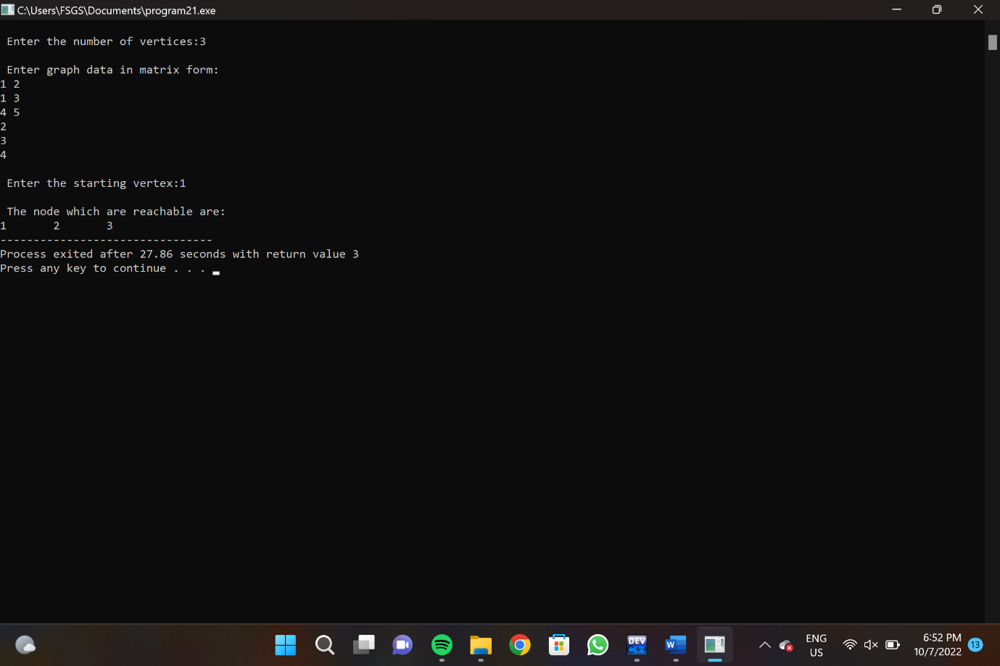 C:\Users\FSGS\Documents\program21.exe
Enter the number of vertices:3
Enter graph data in matrix form:
1 2
1 3
4 5
2
3
4
Enter the starting vertex:1
The node which are reachable are:
1 2 3
--------------------------------
Process exited after 27.86 seconds with return value 3
Press any key to continue . . .
DEV
C++
W
ENG
US
6:52 PM
10/7/2022
13